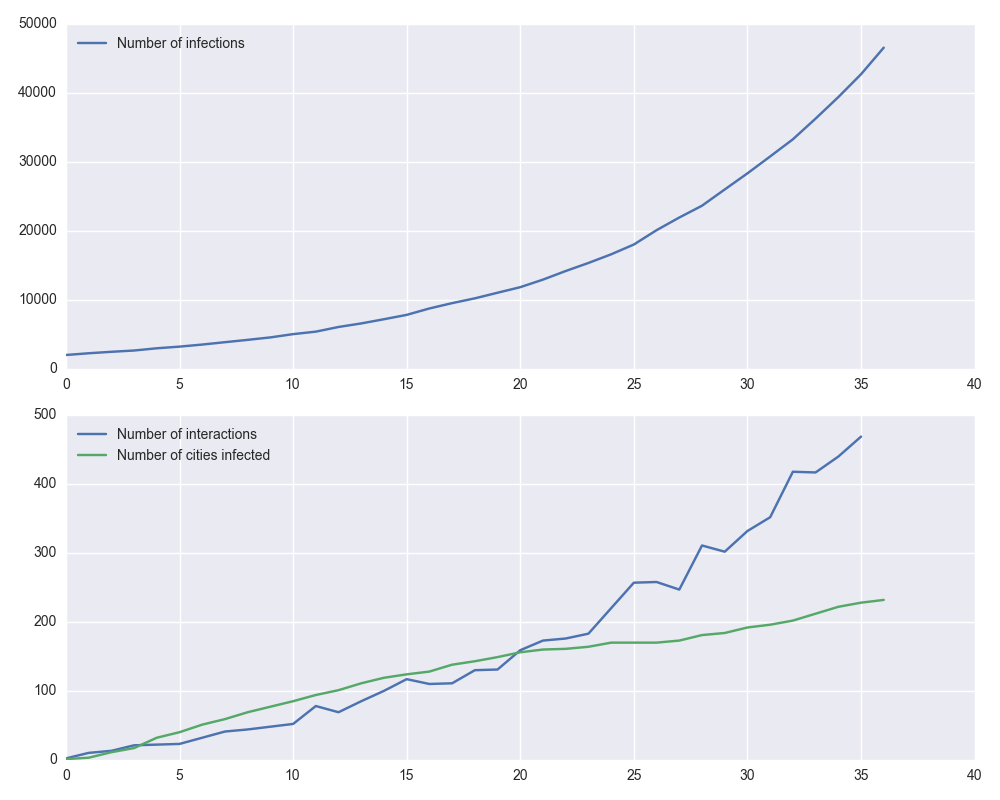 50000
Number of infections
40000
30000
20000
10000
0
0 5 10 15 20 25 30 35 40
500
Number of interactions
Number of cities infected
400
300
200
100
0
0 5 10 15 20 25 30 35 40